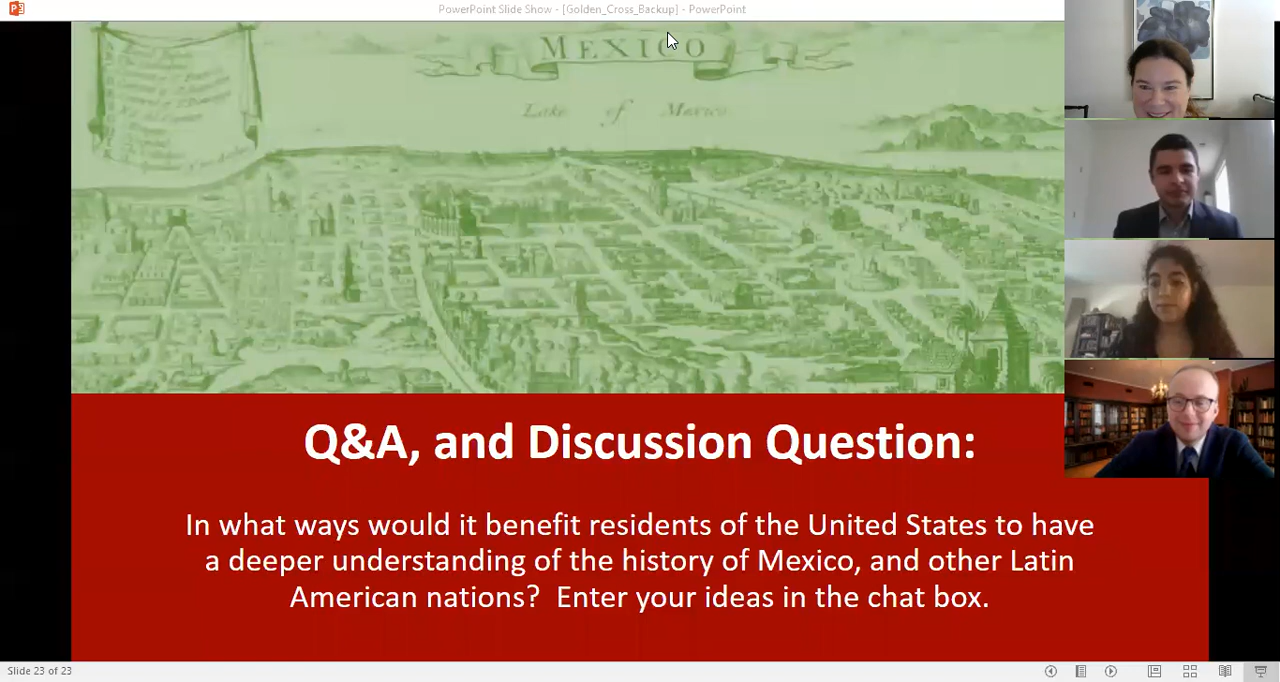 PowerPoint Slide Show - [Golden_Cross_Backup] - PowerPoint
MEXICO
Lake of Mexico
Q&A, and Discussion Question:
In what ways would it benefit residents of the United States to have
a deeper understanding of the history of Mexico, and other Latin
American nations?  Enter your ideas in the chat box.
Slide 23 of 23